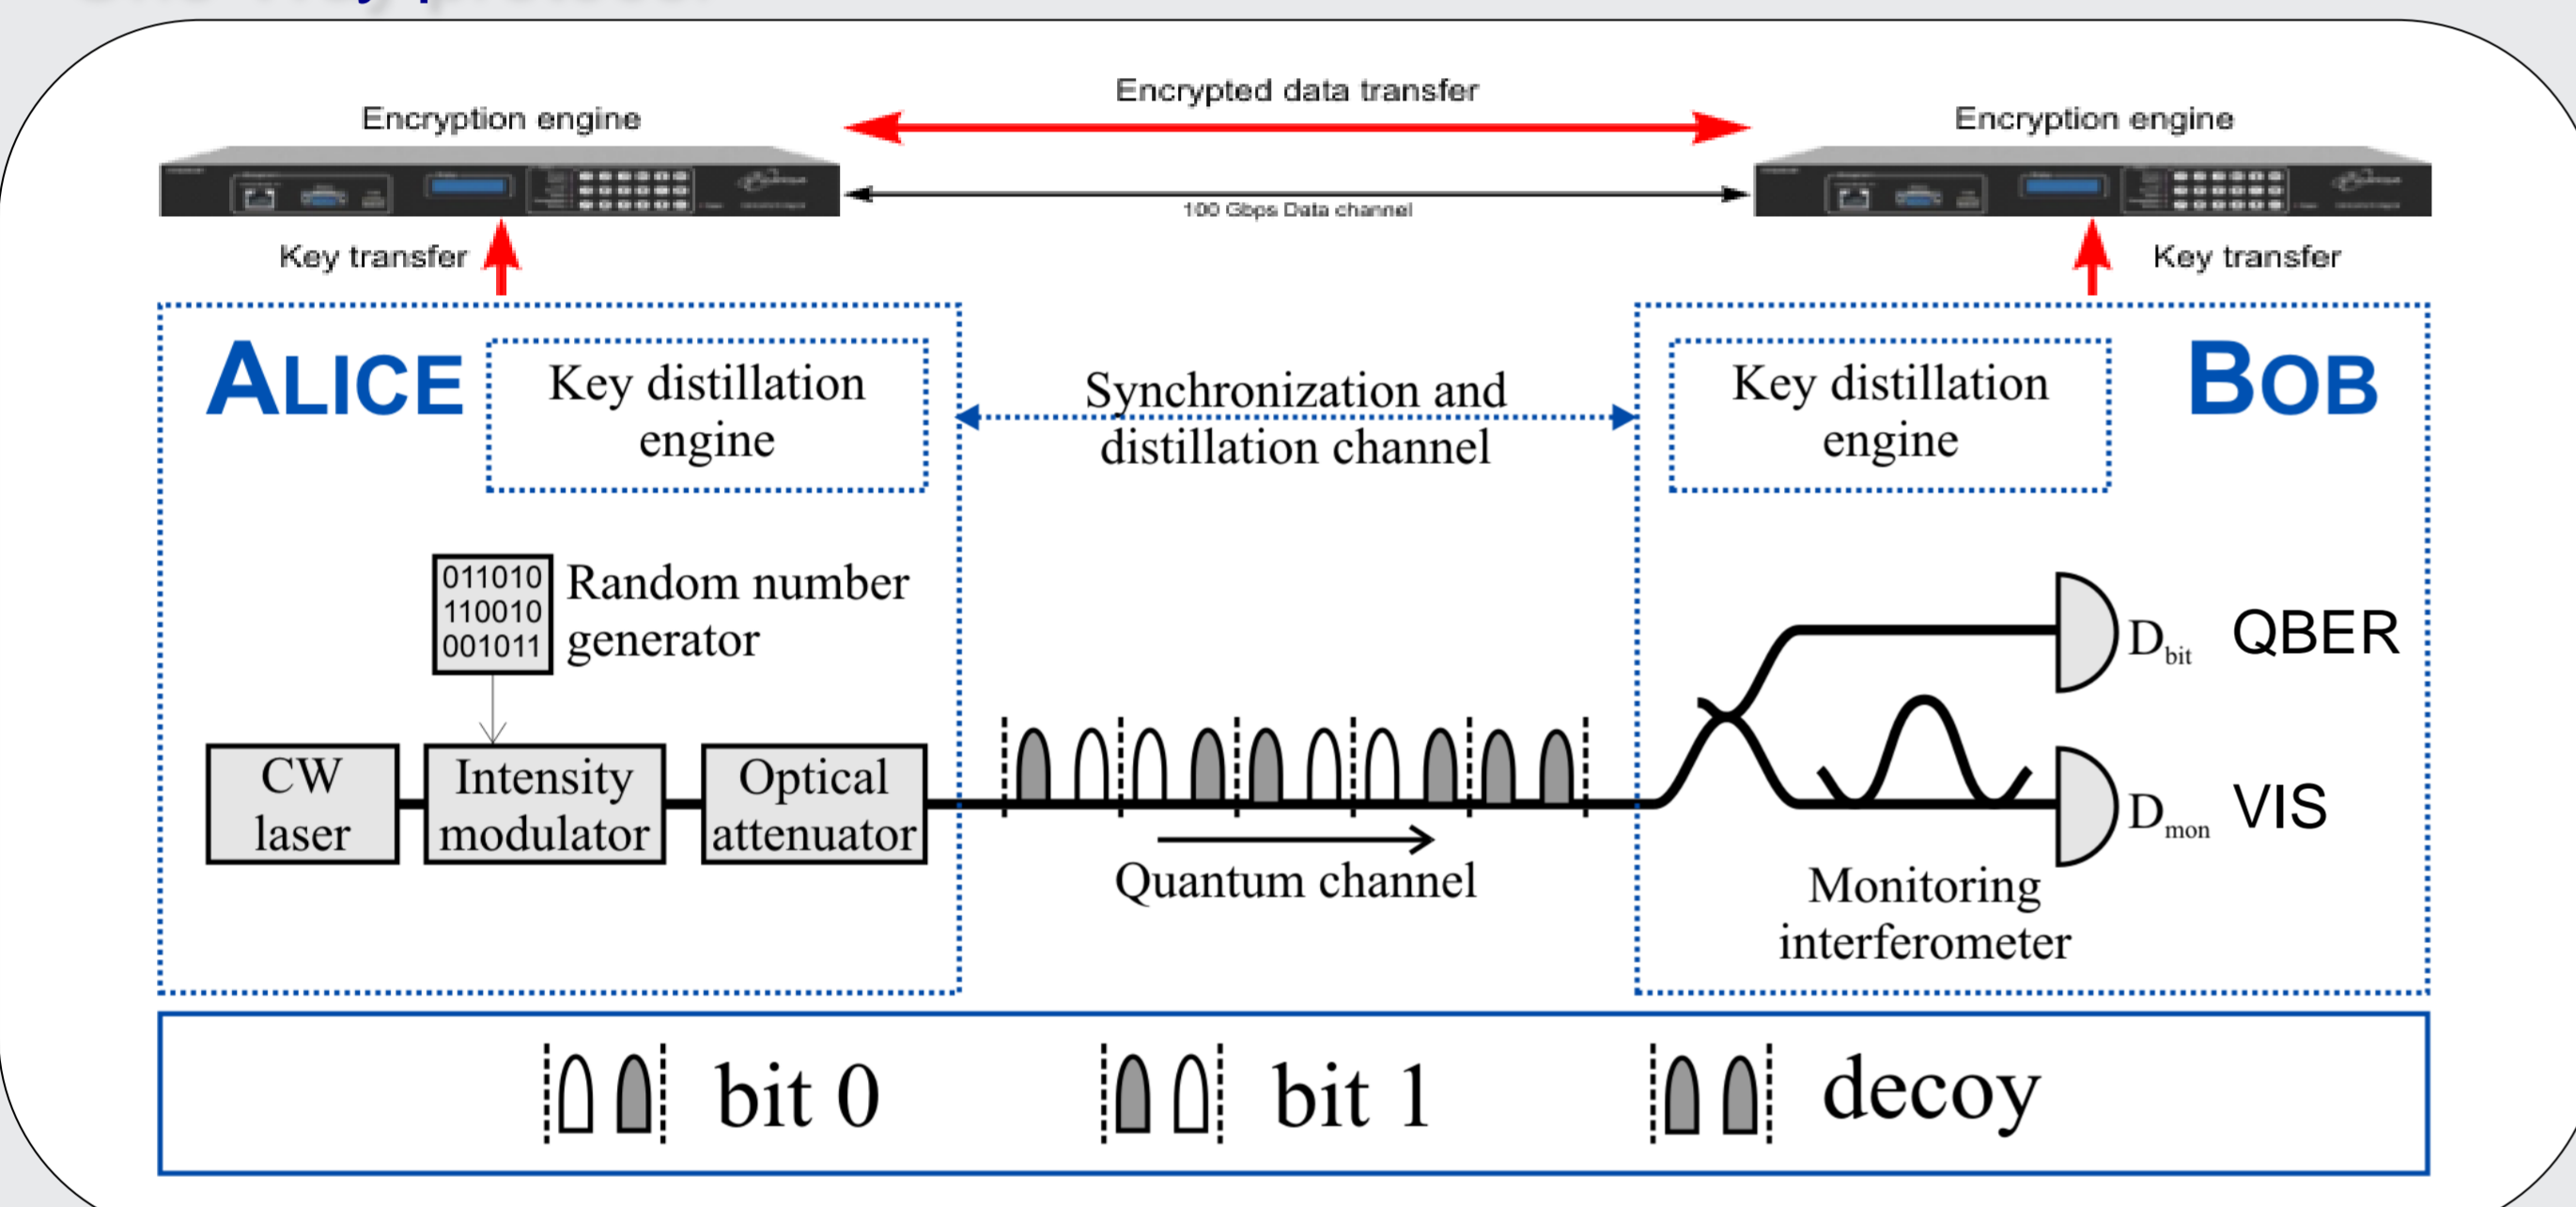 Encrypted data transfer
Encryption engine
Encryption engine
100 Gbps Data channel
Key transfer
Key transfer
ALICE
Key distillation
engine
Synchronization and
distillation channel
Key distillation
engine
BOB
011010
110010
001011
Random number
generator
CW
laser
Intensity
modulator
Optical
attenuator
Quantum channel
Dbit QBER
Dmon VIS
Monitoring
interferometer
bit 0
bit 1
decoy